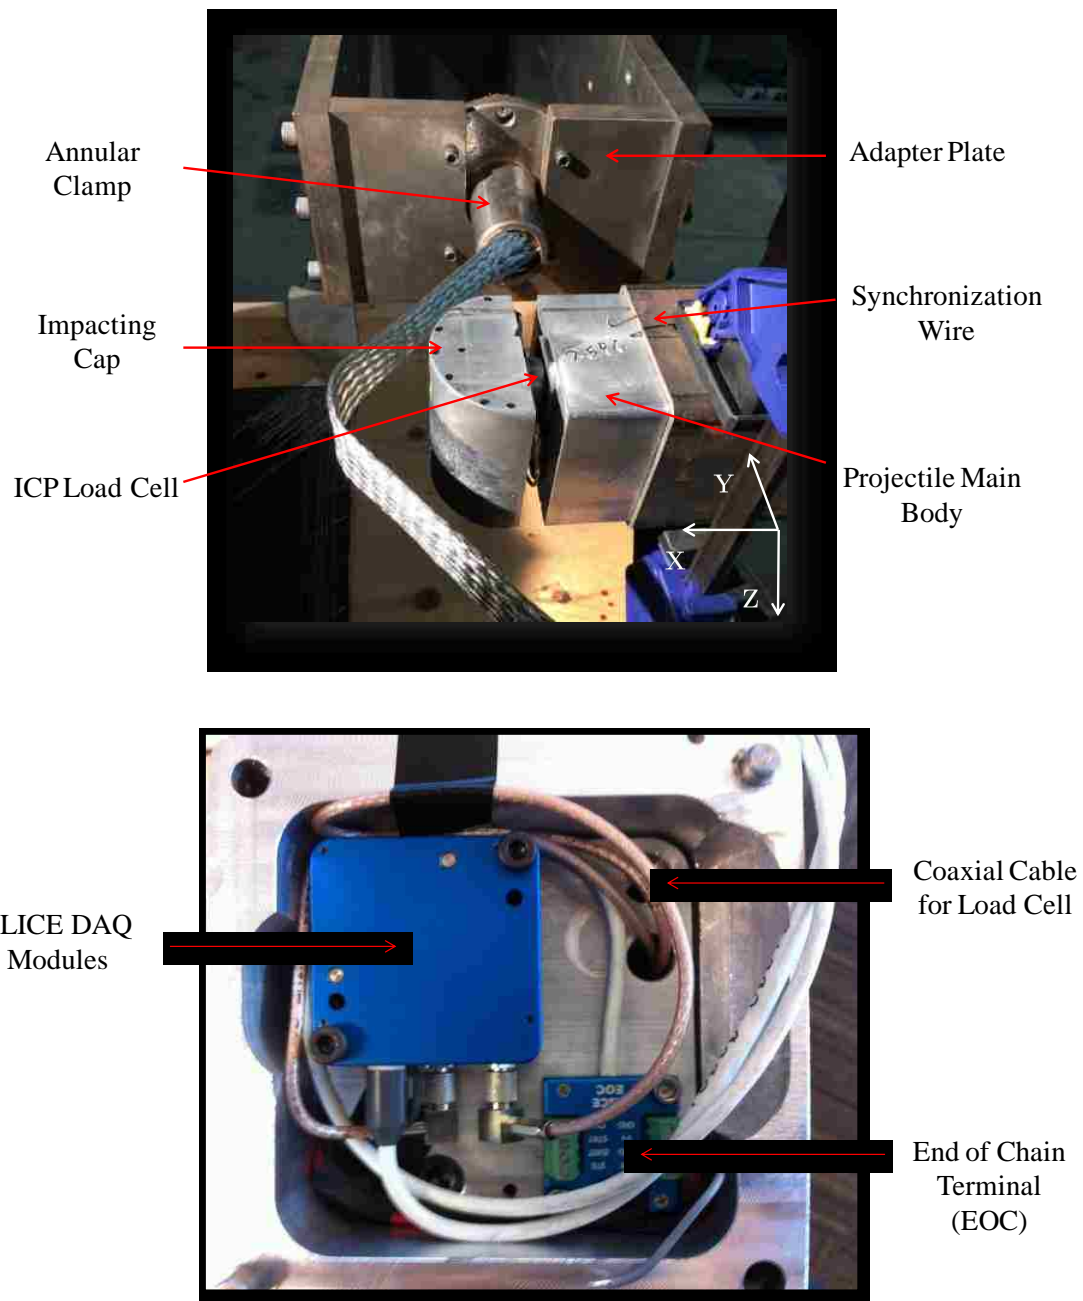 Annular
Clamp
Adapter Plate
Synchronization
Wire
Impacting
Cap
ICP Load Cell
Projectile Main
Body
Y
X
Z
Coaxial Cable
for Load Cell
LICE DAQ
Modules
EOC
End of Chain
Terminal
(EOC)